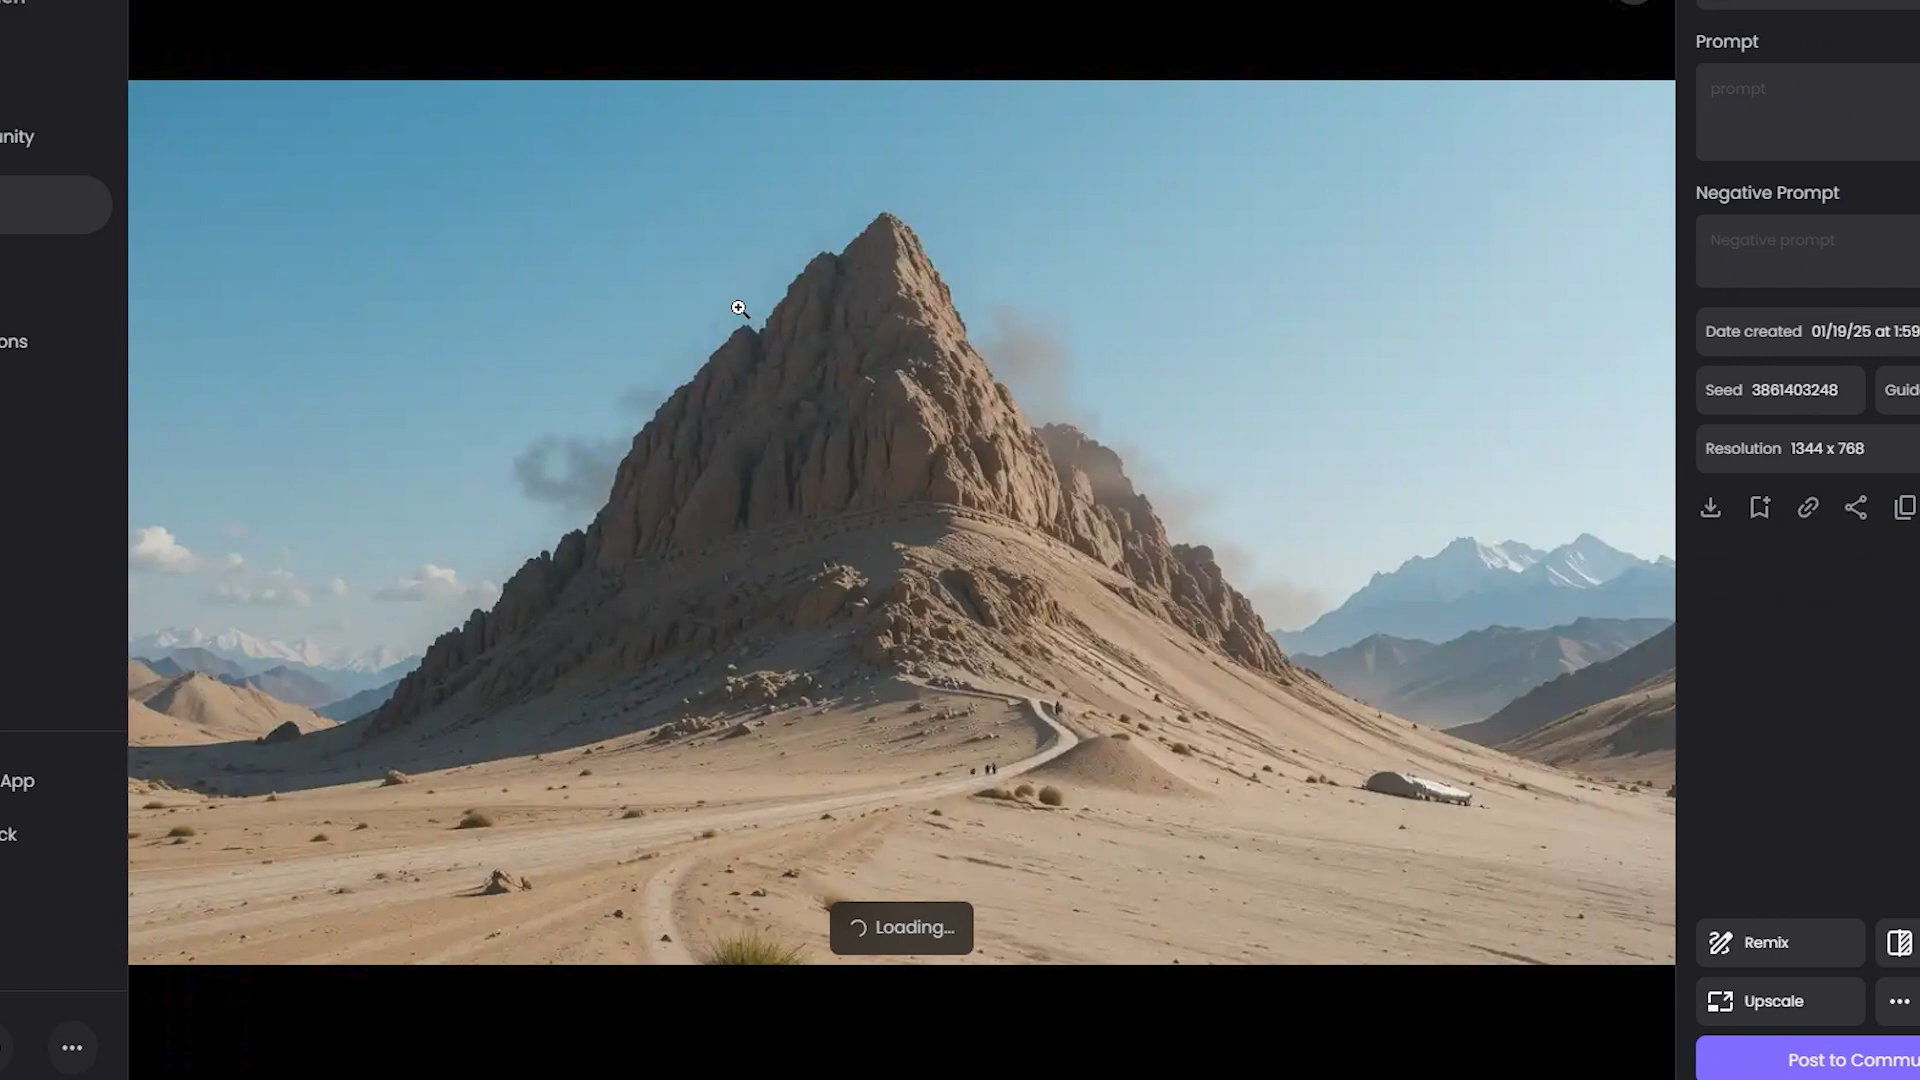 unity
ons
App
ck
Loading...
Prompt
prompt
Negative Prompt
Negative prompt
Date created 01/19/25 at 1:59
Seed 3861403248 Guid
Resolution 1344 x 768
Remix
Upscale
Post to Commu